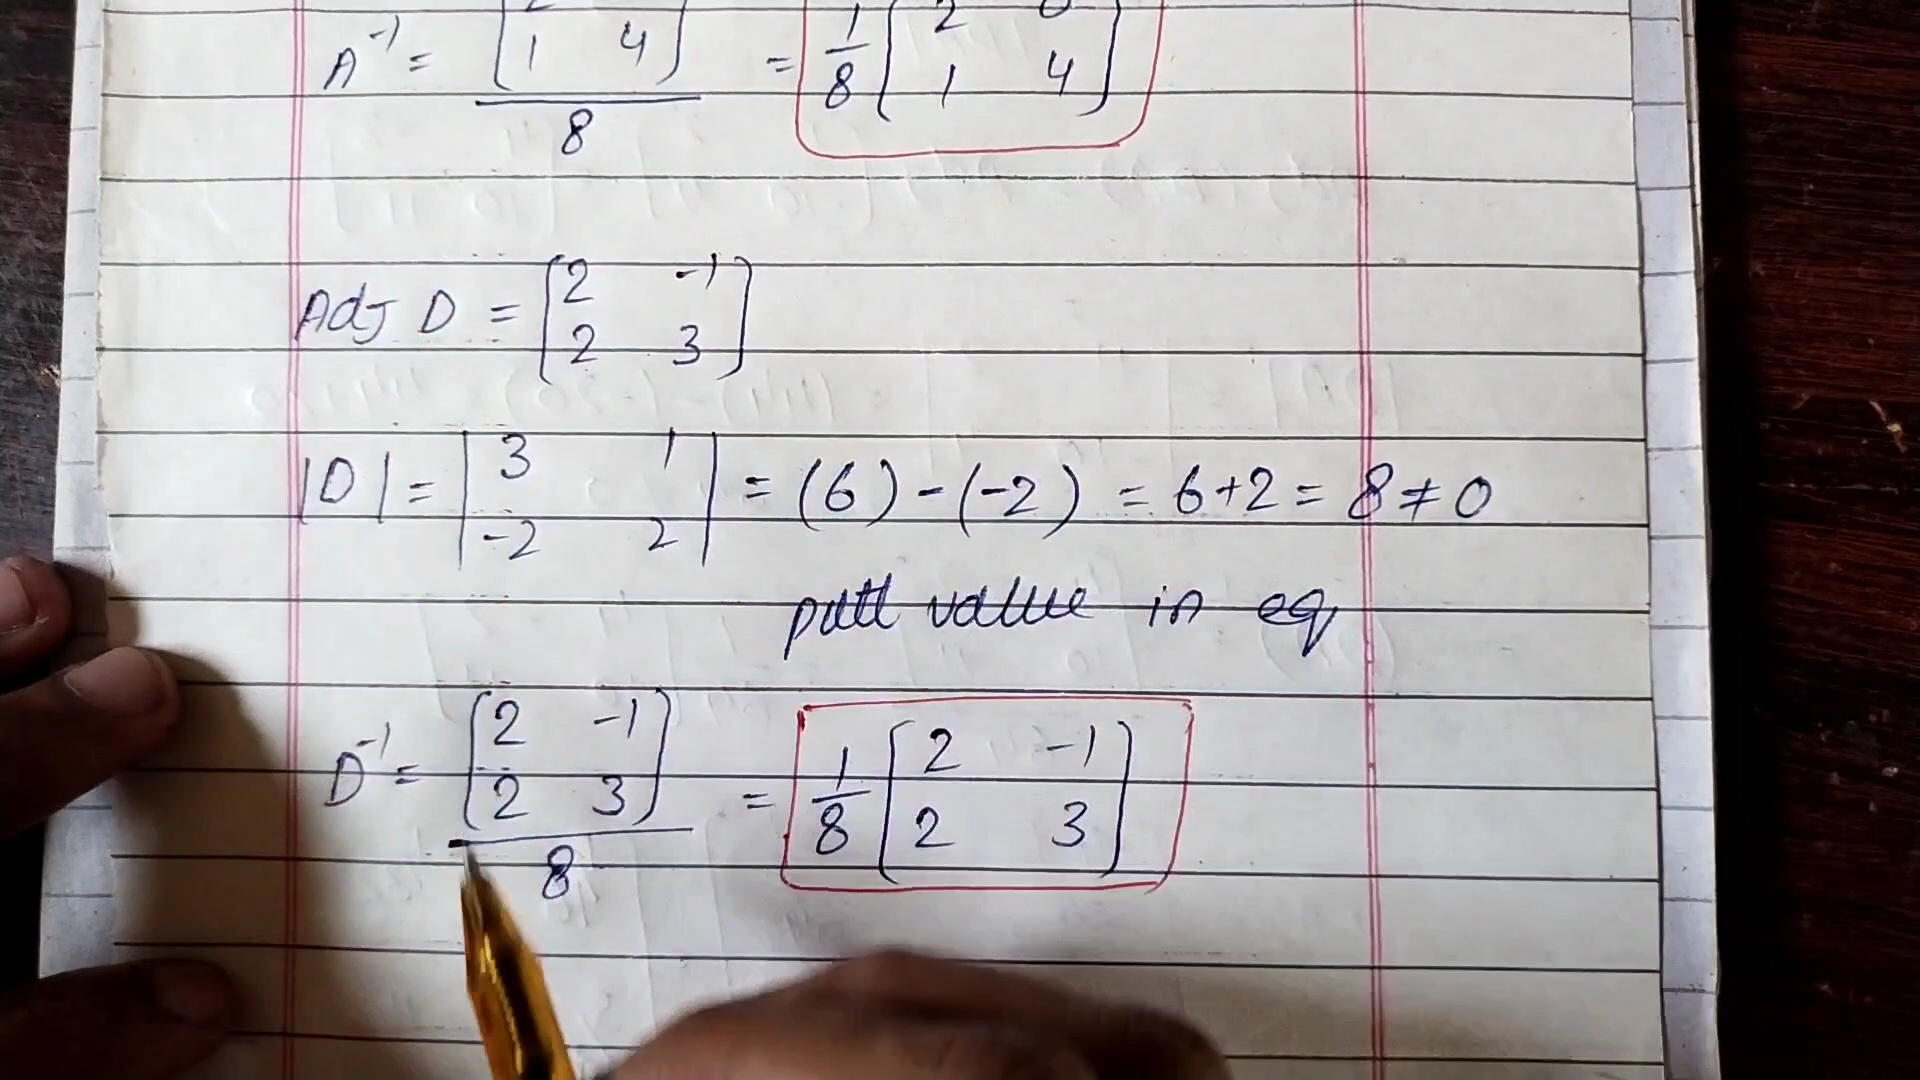 A⁻¹ = [1 4] / 8 = 1/8 [2 0; 1 4]
Adj D = [2 -1; 2 3]
|D| = |3 1; -2 2| = (6) - (-2) = 6+2 = 8 ≠ 0
putt value in eq
D⁻¹ = [2 -1; 2 3] / 8 = 1/8 [2 -1; 2 3]